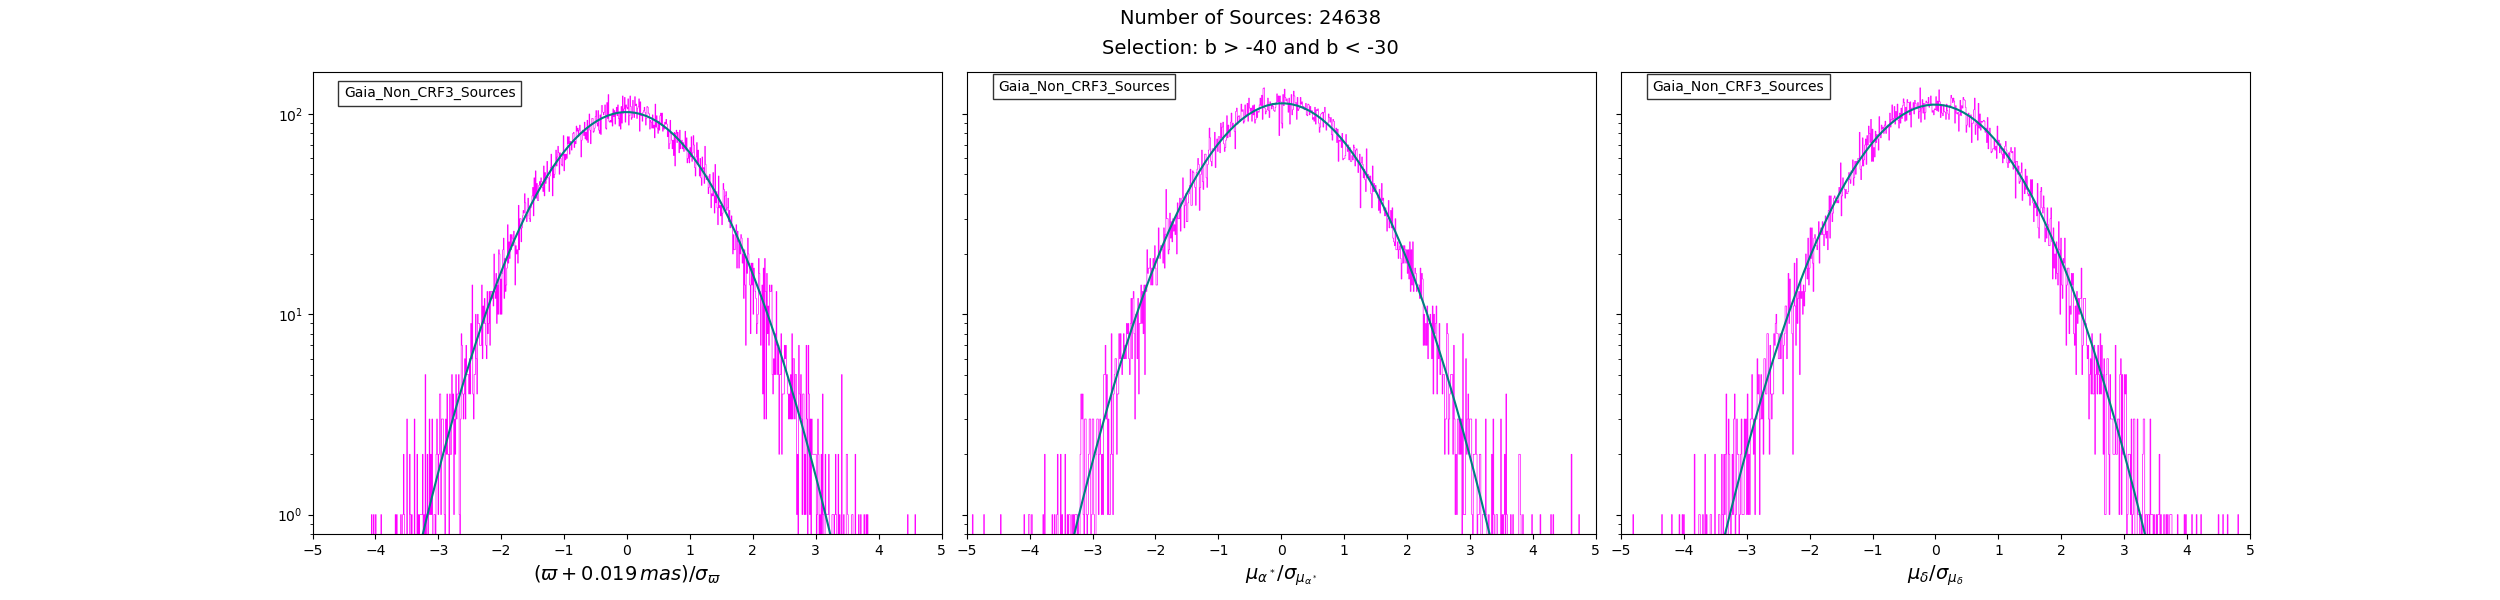 Number of Sources: 24638
Selection: b > -40 and b < -30
Gaia_Non_CRF3_Sources
Gaia_Non_CRF3_Sources
Gaia_Non_CRF3_Sources
10²
10¹
10⁰
−5 −4 −3 −2 −1 0 1 2 3 4 5
−5 −4 −3 −2 −1 0 1 2 3 4 5
−5 −4 −3 −2 −1 0 1 2 3 4 5
(ϖ + 0.019 mas)/σ_ϖ
μ_α*/σ_μ_α*
μ_δ/σ_μ_δ